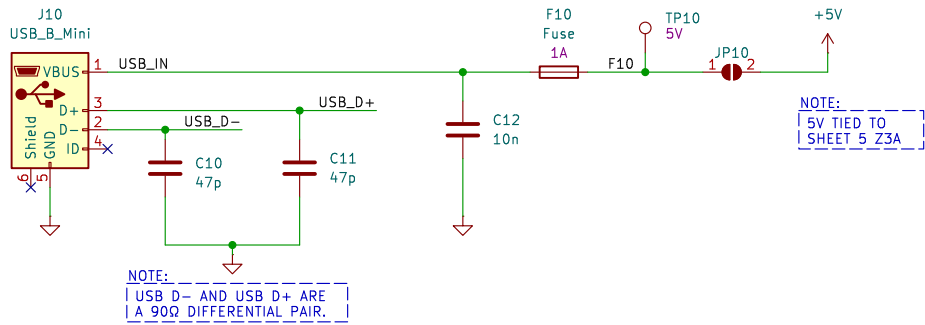 J10
USB_B_Mini
VBUS
1
USB_IN
D+
3
USB_D+
D-
2
USB_D-
ID
4
Shield
GND
6
5
C10
47p
C11
47p
C12
10n
F10
Fuse
1A
F10
TP10
5V
JP10
1
2
+5V
NOTE:
5V TIED TO
SHEET 5 Z3A
NOTE:
USB D- AND USB D+ ARE
A 90Ω DIFFERENTIAL PAIR.